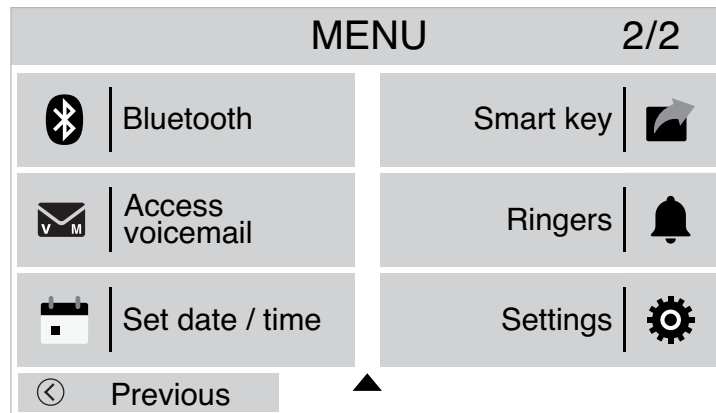 MENU 2/2
Bluetooth
Smart key
Access
voicemail
V M
Ringers
Set date / time
Settings
Previous